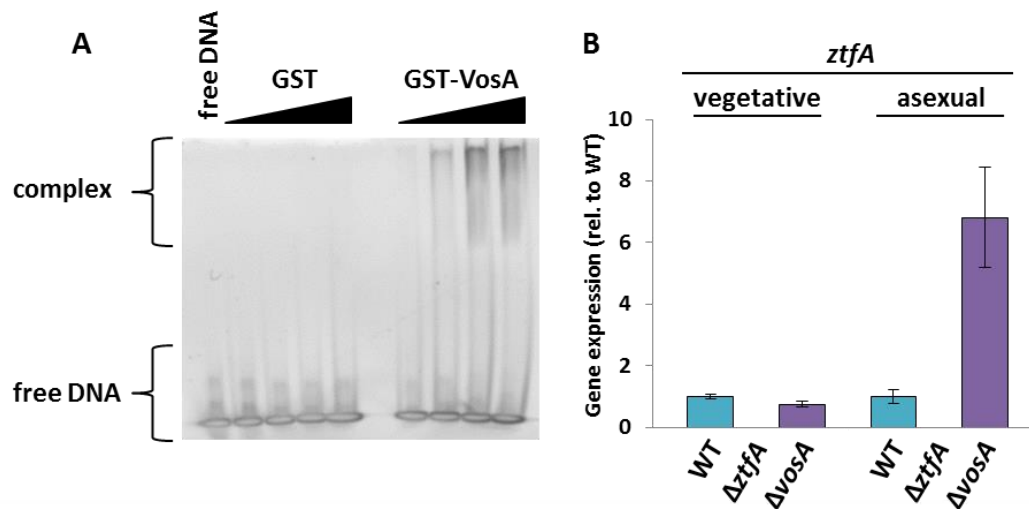 A
free DNA
GST
GST-VosA
complex
free DNA
B
ztfA
vegetative
asexual
Gene expression (rel. to WT)
10
8
6
4
2
0
WT
ΔztfA
ΔvosA
WT
ΔztfA
ΔvosA